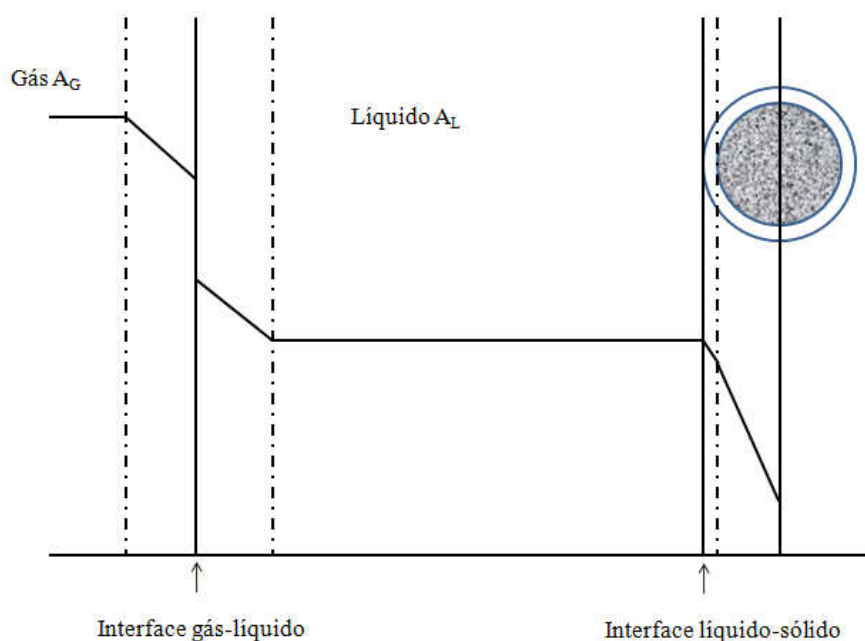 Gás A_G
Líquido A_L
Interface gás-líquido
Interface líquido-sólido